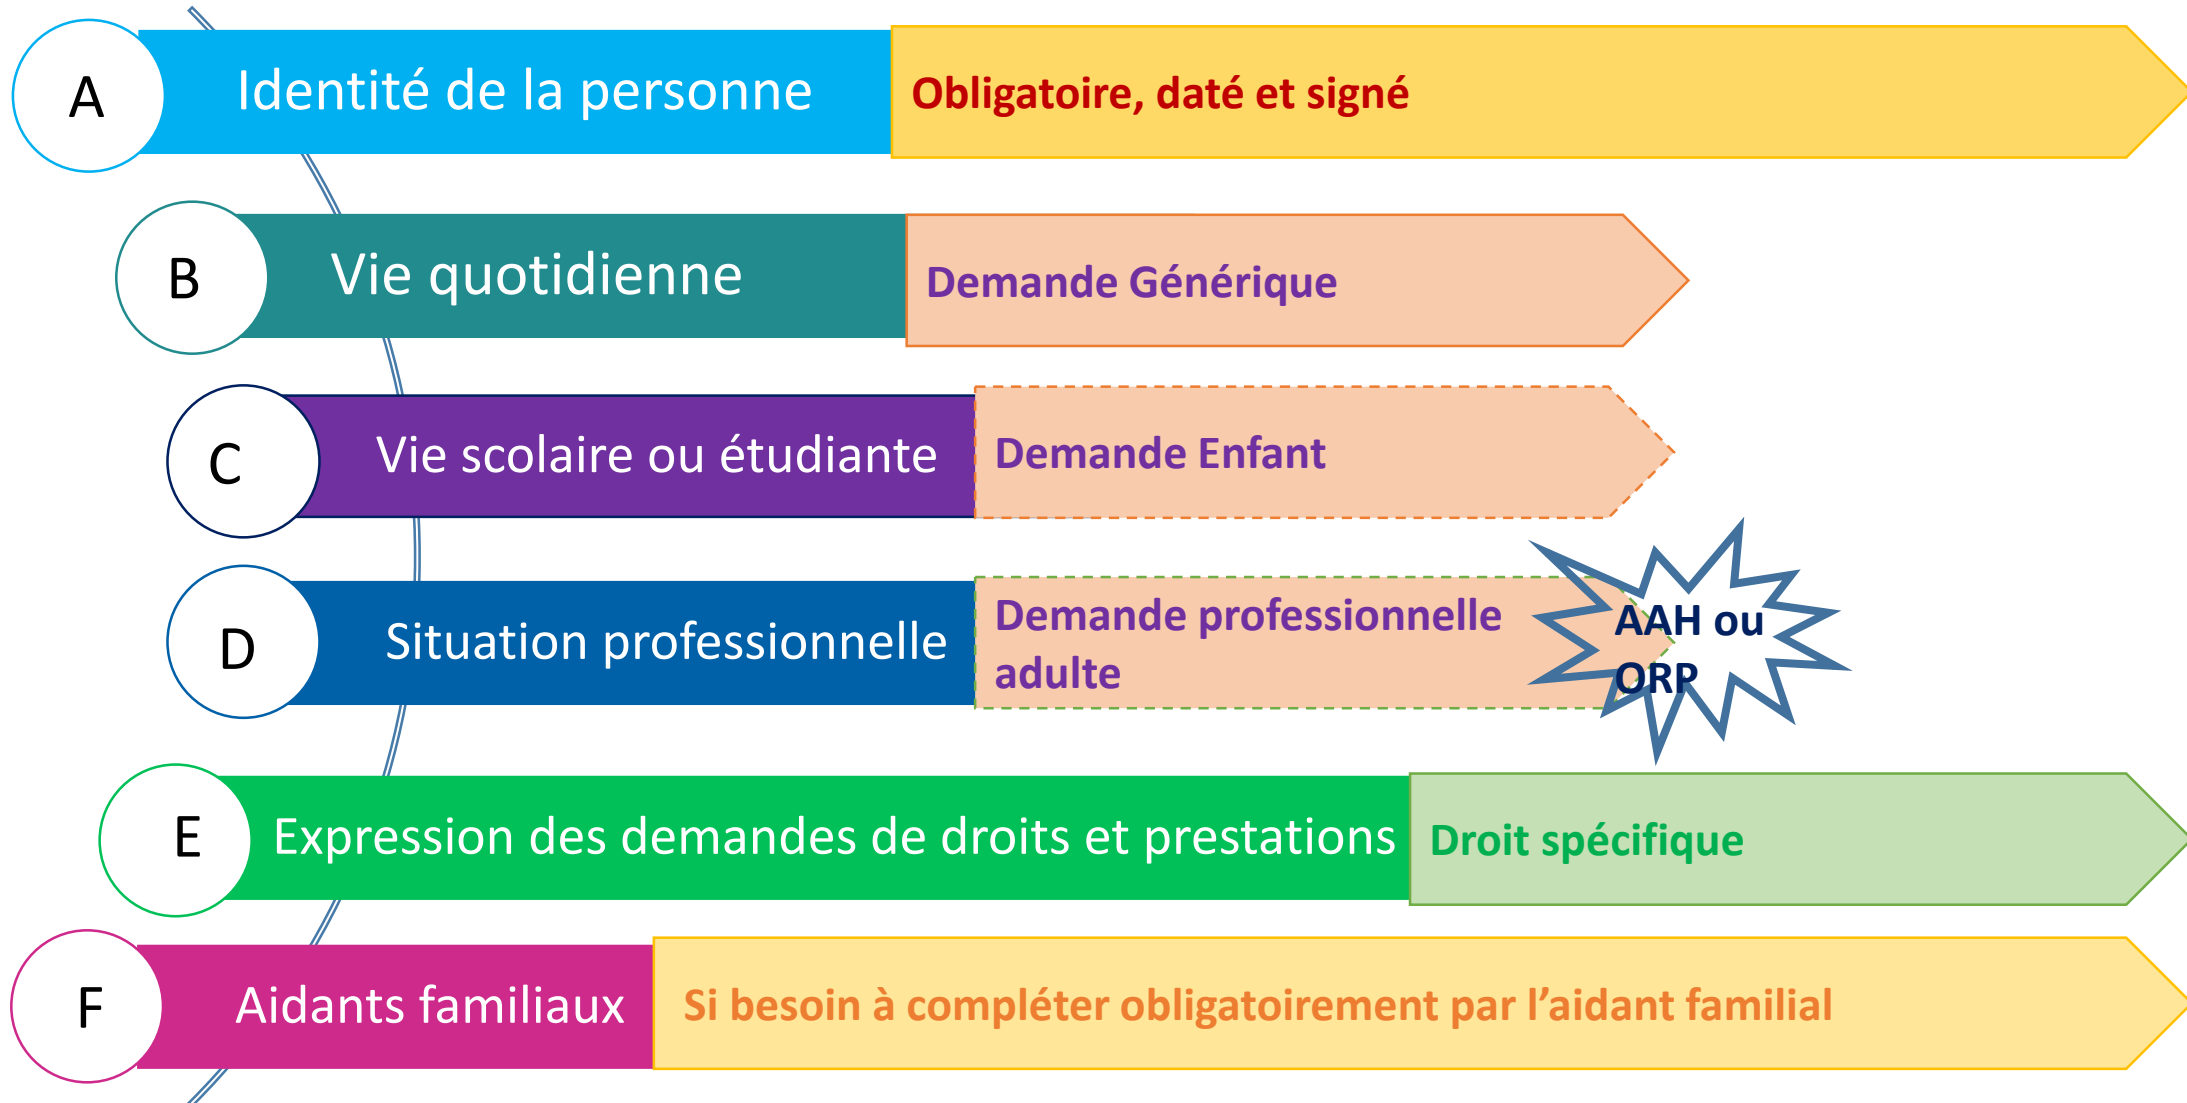 A
Identité de la personne
Obligatoire, daté et signé
B
Vie quotidienne
Demande Générique
C
Vie scolaire ou étudiante
Demande Enfant
D
Situation professionnelle
Demande professionnelle
adulte
AAH ou
ORP
E
Expression des demandes de droits et prestations
Droit spécifique
F
Aidants familiaux
Si besoin à compléter obligatoirement par l’aidant familial